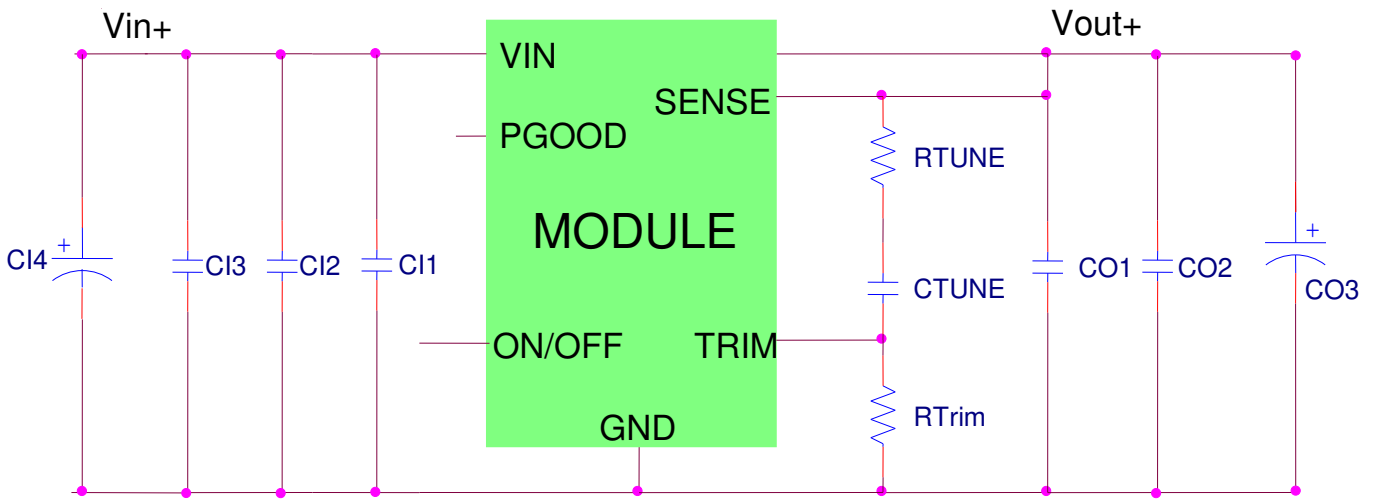 Vin+
Vout+
VIN
SENSE
PGOOD
RTUNE
MODULE
CI4
+
CI3
CI2
CI1
CTUNE
CO1
CO2
+
CO3
ON/OFF
TRIM
RTrim
GND